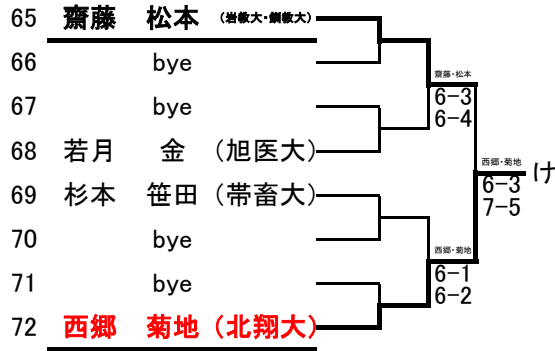 65 齋藤 松本 (岩教大・釧教大)
66 bye
67 bye
68 若月 金 (旭医大)
69 杉本 笹田 (帯畜大)
70 bye
71 bye
72 西郷 菊地 (北翔大)
齋藤・松本
6-3
6-4
西郷・菊地
6-1
6-2
西郷・菊地
6-3
7-5
け